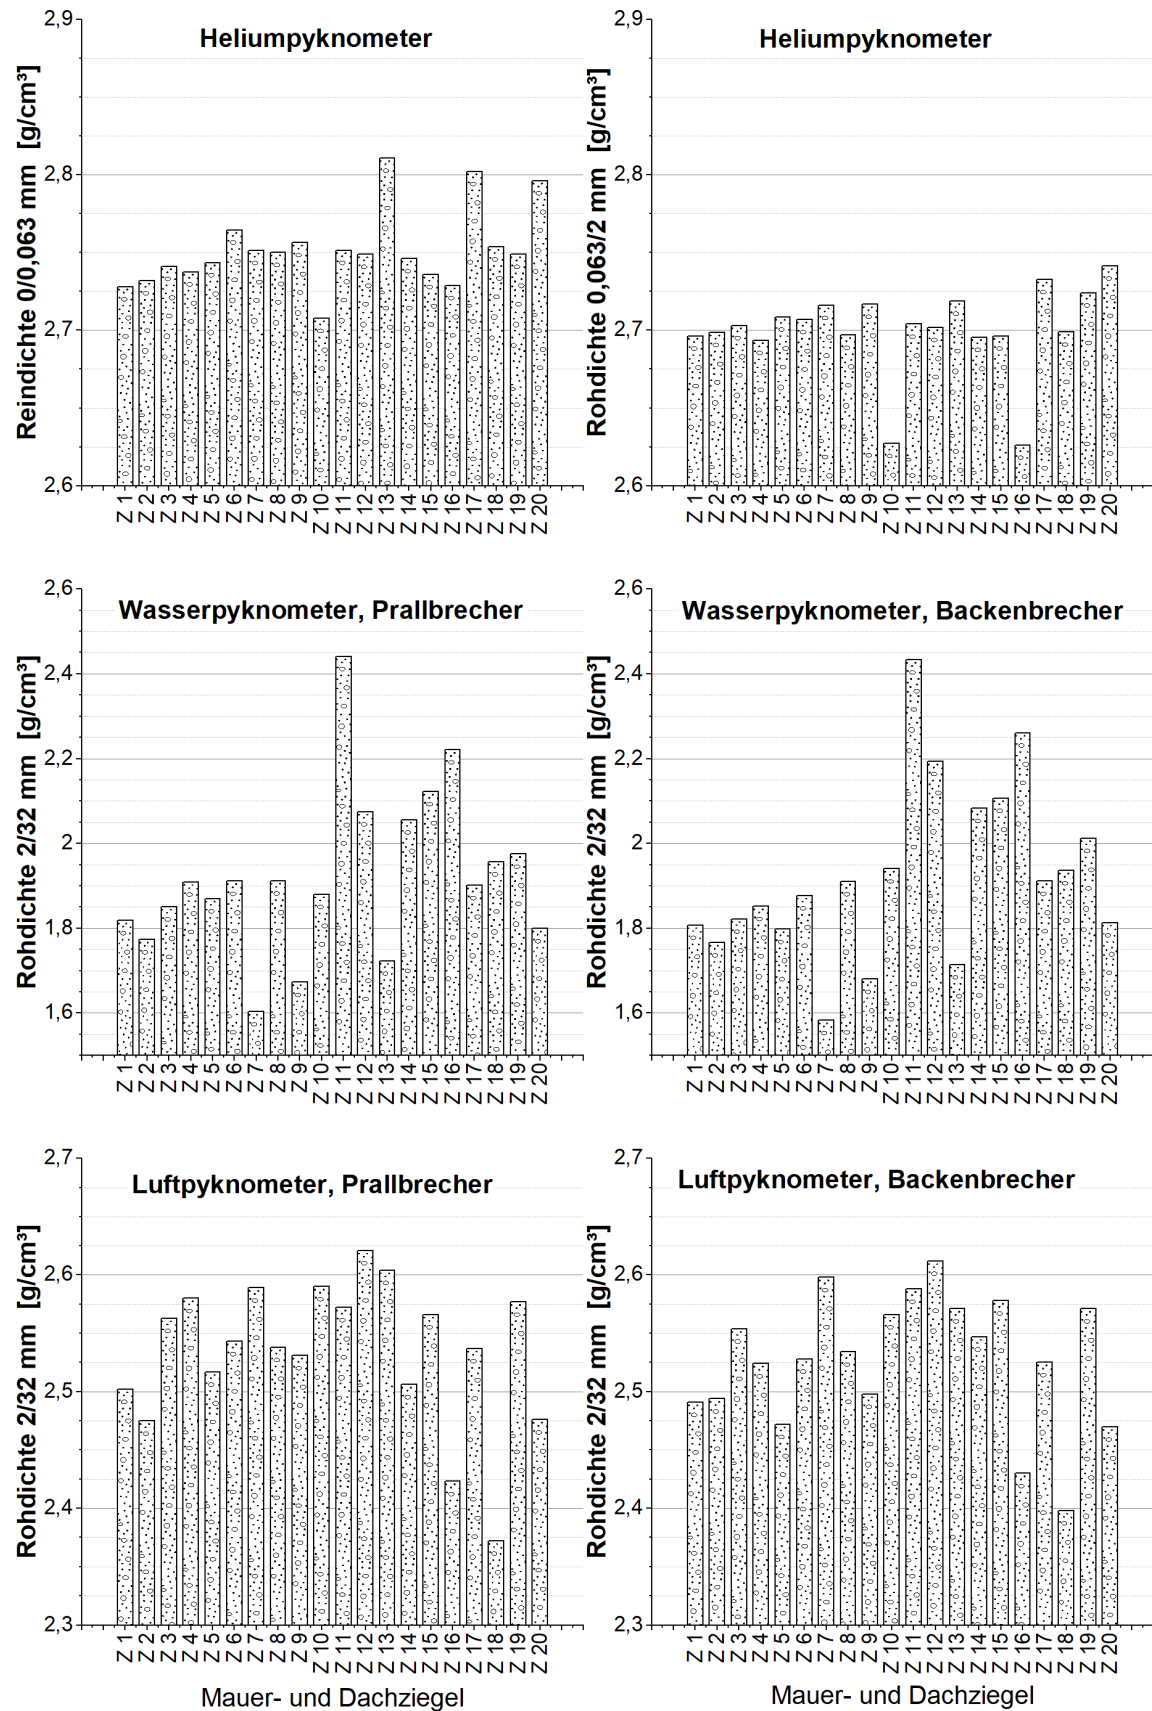 Heliumpyknometer
Reindichte 0/0,063 mm [g/cm³]
2,9
2,8
2,7
2,6
Z 1
Z 2
Z 3
Z 4
Z 5
Z 6
Z 7
Z 8
Z 9
Z 10
Z 11
Z 12
Z 13
Z 14
Z 15
Z 16
Z 17
Z 18
Z 19
Z 20
Heliumpyknometer
Rohdichte 0,063/2 mm [g/cm³]
2,9
2,8
2,7
2,6
Z 1
Z 2
Z 3
Z 4
Z 5
Z 6
Z 7
Z 8
Z 9
Z 10
Z 11
Z 12
Z 13
Z 14
Z 15
Z 16
Z 17
Z 18
Z 19
Z 20
Wasserpyknometer, Prallbrecher
Rohdichte 2/32 mm [g/cm³]
2,6
2,4
2,2
2
1,8
1,6
Z 1
Z 2
Z 3
Z 4
Z 5
Z 6
Z 7
Z 8
Z 9
Z 10
Z 11
Z 12
Z 13
Z 14
Z 15
Z 16
Z 17
Z 18
Z 19
Z 20
Wasserpyknometer, Backenbrecher
Rohdichte 2/32 mm [g/cm³]
2,6
2,4
2,2
2
1,8
1,6
Z 1
Z 2
Z 3
Z 4
Z 5
Z 6
Z 7
Z 8
Z 9
Z 10
Z 11
Z 12
Z 13
Z 14
Z 15
Z 16
Z 17
Z 18
Z 19
Z 20
Luftpyknometer, Prallbrecher
Rohdichte 2/32 mm [g/cm³]
2,7
2,6
2,5
2,4
2,3
Z 1
Z 2
Z 3
Z 4
Z 5
Z 6
Z 7
Z 8
Z 9
Z 10
Z 11
Z 12
Z 13
Z 14
Z 15
Z 16
Z 17
Z 18
Z 19
Z 20
Mauer- und Dachziegel
Luftpyknometer, Backenbrecher
Rohdichte 2/32 mm [g/cm³]
2,7
2,6
2,5
2,4
2,3
Z 1
Z 2
Z 3
Z 4
Z 5
Z 6
Z 7
Z 8
Z 9
Z 10
Z 11
Z 12
Z 13
Z 14
Z 15
Z 16
Z 17
Z 18
Z 19
Z 20
Mauer- und Dachziegel